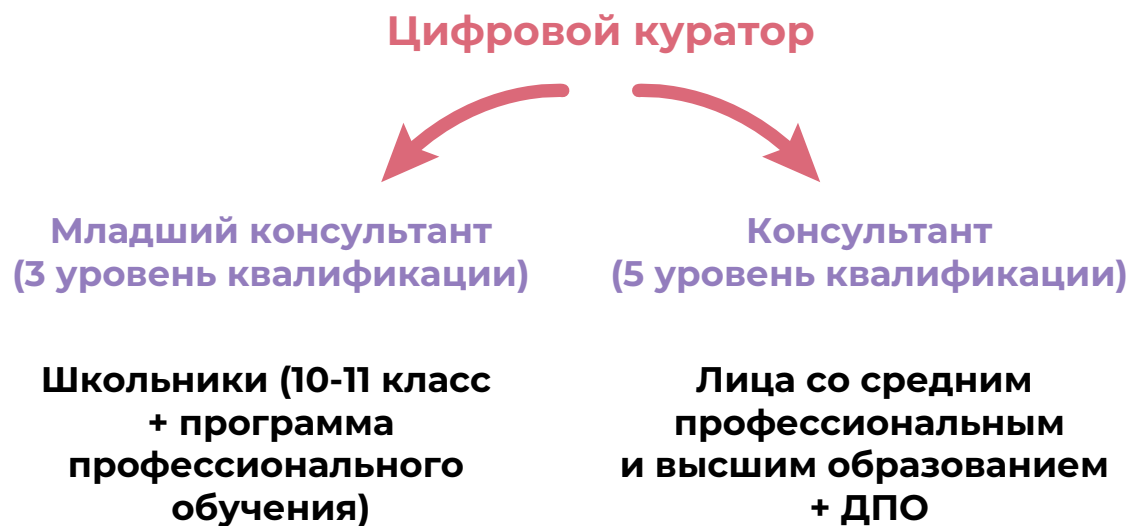 Цифровой куратор
Младший консультант
(3 уровень квалификации)
Школьники (10-11 класс
+ программа
профессионального
обучения)
Консультант
(5 уровень квалификации)
Лица со средним
профессиональным
и высшим образованием
+ ДПО